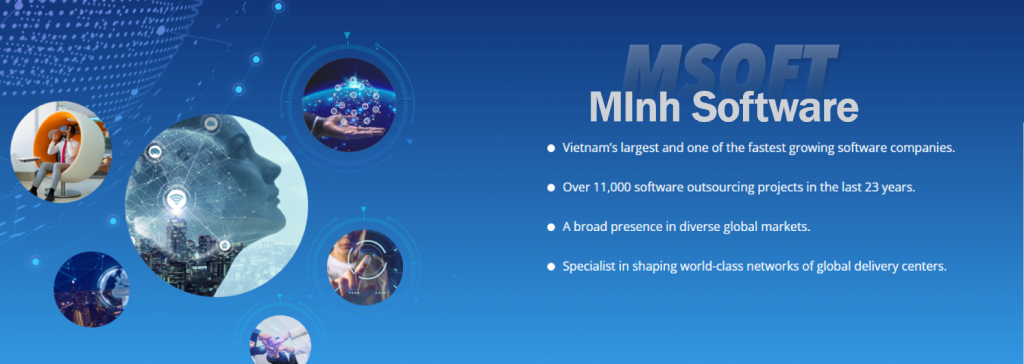 MSOFT
MInh Software
Vietnam's largest and one of the fastest growing software companies.
Over 11,000 software outsourcing projects in the last 23 years.
A broad presence in diverse global markets.
Specialist in shaping world-class networks of global delivery centers.